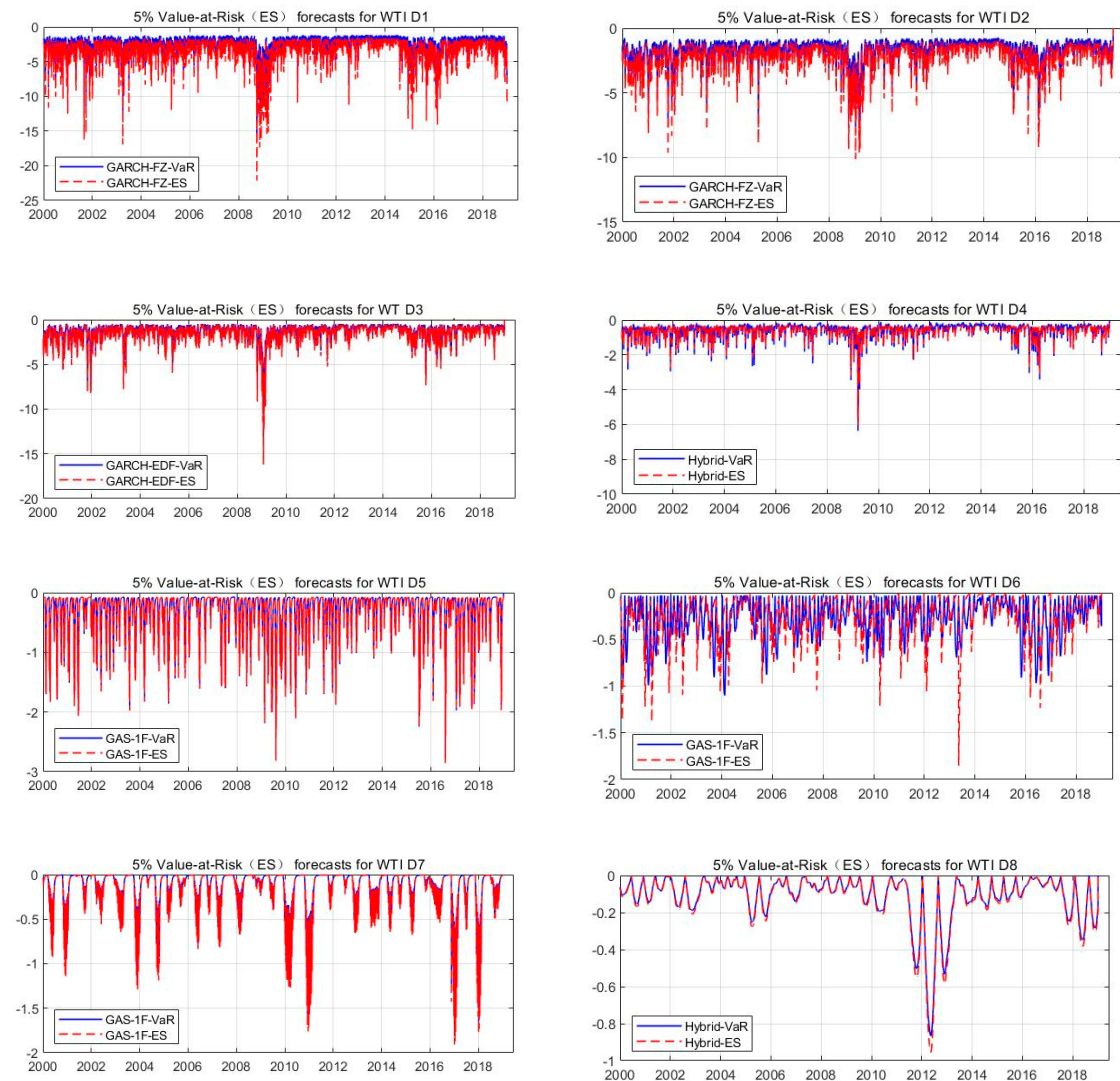 5% Value-at-Risk（ES） forecasts for WTI D1
0
-5
-10
-15
-20
-25
GARCH-FZ-VaR
GARCH-FZ-ES
2000 2002 2004 2006 2008 2010 2012 2014 2016 2018
5% Value-at-Risk（ES） forecasts for WTI D2
0
-5
-10
-15
GARCH-FZ-VaR
GARCH-FZ-ES
2000 2002 2004 2006 2008 2010 2012 2014 2016 2018
5% Value-at-Risk（ES） forecasts for WT D3
0
-5
-10
-15
-20
GARCH-EDF-VaR
GARCH-EDF-ES
2000 2002 2004 2006 2008 2010 2012 2014 2016 2018
5% Value-at-Risk（ES） forecasts for WTI D4
0
-2
-4
-6
-8
-10
Hybrid-VaR
Hybrid-ES
2000 2002 2004 2006 2008 2010 2012 2014 2016 2018
5% Value-at-Risk（ES） forecasts for WTI D5
0
-1
-2
-3
GAS-1F-VaR
GAS-1F-ES
2000 2002 2004 2006 2008 2010 2012 2014 2016 2018
5% Value-at-Risk（ES） forecasts for WTI D6
0
-0.5
-1
-1.5
-2
GAS-1F-VaR
GAS-1F-ES
2000 2002 2004 2006 2008 2010 2012 2014 2016 2018
5% Value-at-Risk（ES） forecasts for WTI D7
0
-0.5
-1
-1.5
-2
GAS-1F-VaR
GAS-1F-ES
2000 2002 2004 2006 2008 2010 2012 2014 2016 2018
5% Value-at-Risk（ES） forecasts for WTI D8
0
-0.2
-0.4
-0.6
-0.8
-1
Hybrid-VaR
Hybrid-ES
2000 2002 2004 2006 2008 2010 2012 2014 2016 2018